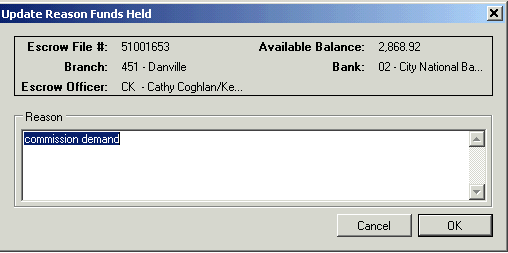 Update Reason Funds Held
Escrow File #: 51001653 Available Balance: 2,868.92
Branch: 451 - Danville Bank: 02 - City National Ba...
Escrow Officer: CK - Cathy Coghlan/Ke...
Reason
commission demand
Cancel OK